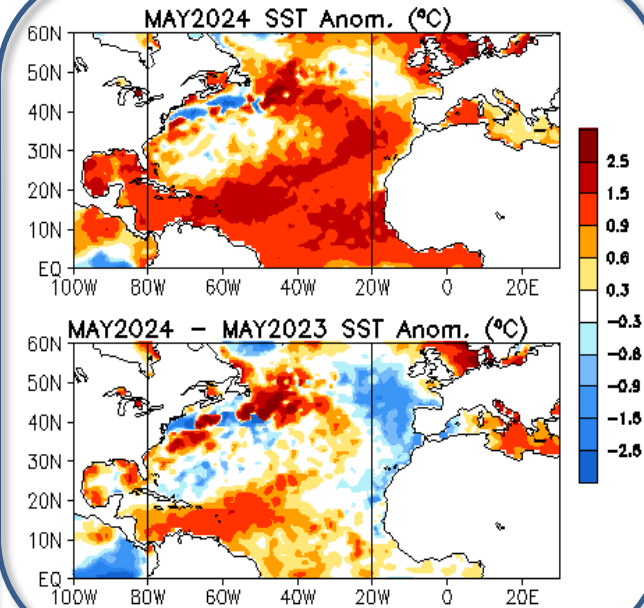 MAY2024 SST Anom. (°C)
60N
50N
40N
30N
20N
10N
EQ
100W 80W 60W 40W 20W 0 20E
2.5
1.5
0.9
0.6
0.3
-0.3
-0.6
-0.9
-1.5
-2.5
MAY2024 - MAY2023 SST Anom. (°C)
60N
50N
40N
30N
20N
10N
EQ
100W 80W 60W 40W 20W 0 20E